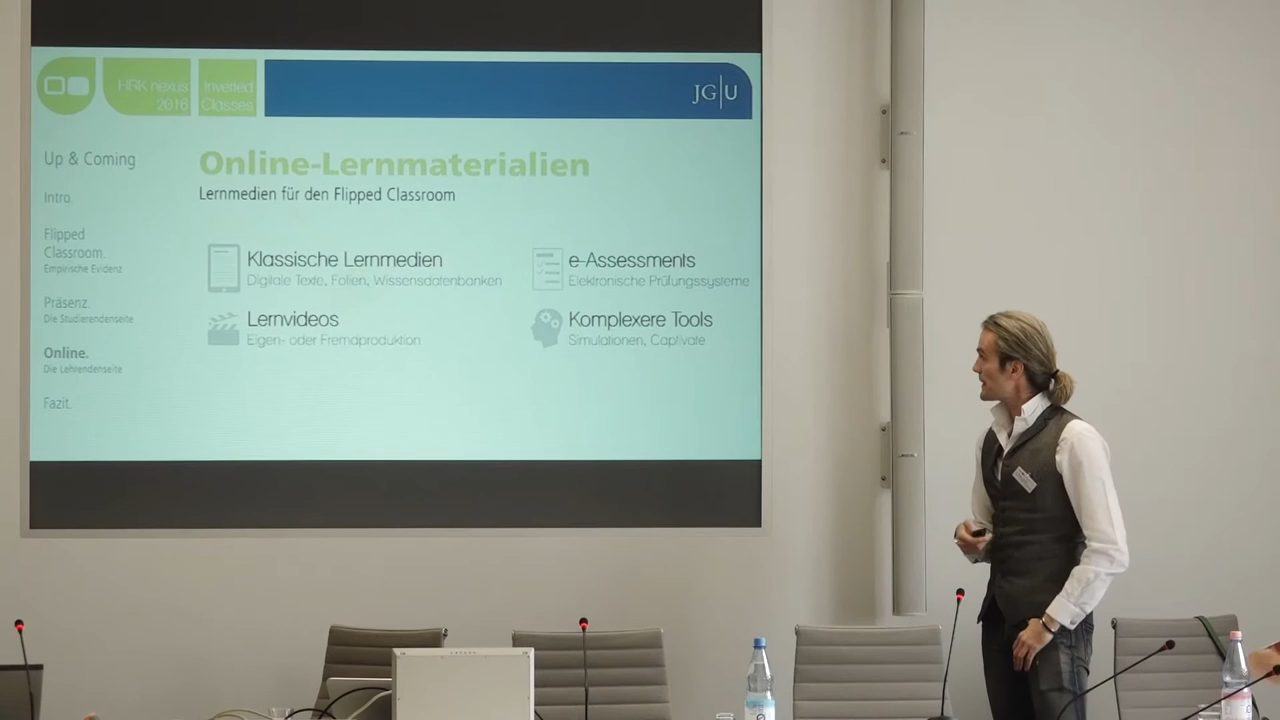 HRK nexus
2016
Inverted
Classes
JG|U
Up & Coming
Intro.
Flipped
Classroom.
Empirische Evidenz
Präsenz.
Die Studierendenseite
Online.
Die Lehrendenseite
Fazit.
Online-Lernmaterialien
Lernmedien für den Flipped Classroom
Klassische Lernmedien
Digitale Texte, Folien, Wissensdatenbanken
e-Assessments
Elektronische Prüfungssysteme
Lernvideos
Eigen- oder Fremdproduktion
Komplexere Tools
Simulationen, Captivate